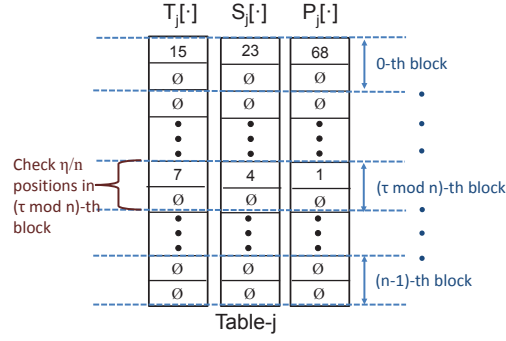 Tj[·] Sj[·] Pj[·]
15 23 68
Ø Ø Ø
0-th block
Ø Ø Ø
Check η/n
positions in
(τ mod n)-th
block
7 4 1
Ø Ø Ø
(τ mod n)-th block
Ø Ø Ø
Ø Ø Ø
(n-1)-th block
Table-j